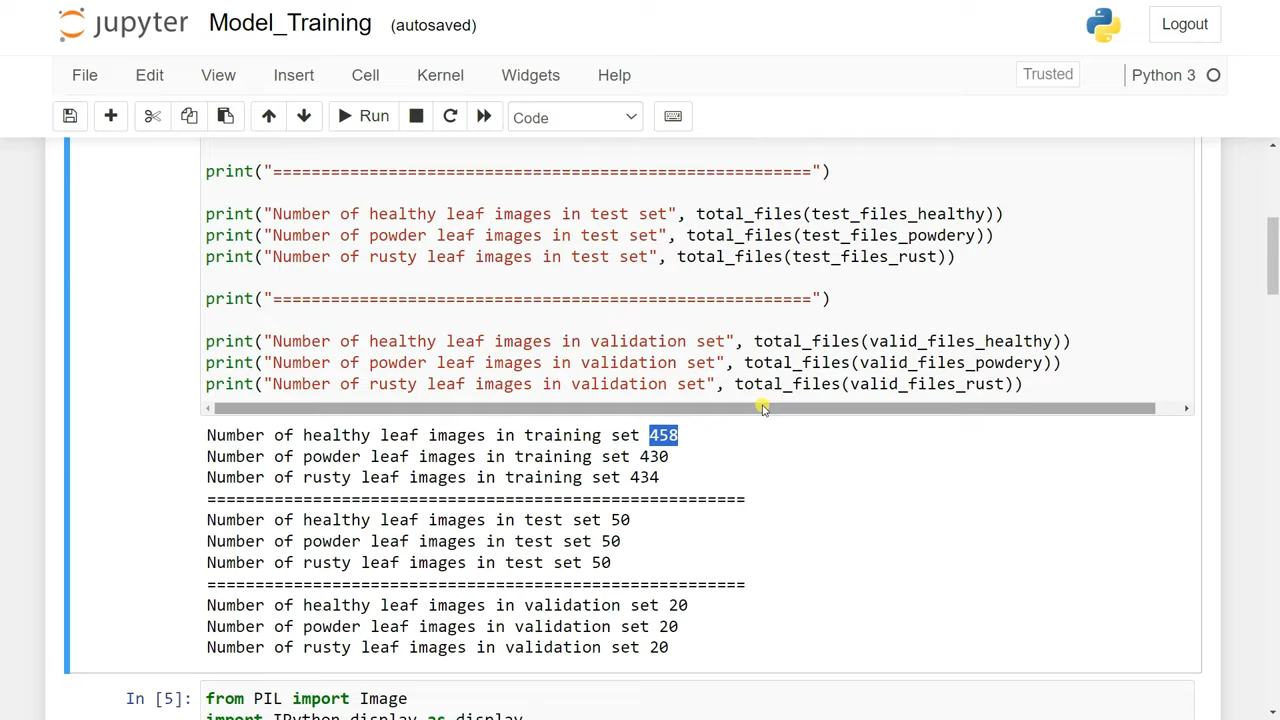 jupyter Model_Training (autosaved) Logout
File Edit View Insert Cell Kernel Widgets Help Trusted Python 3
Run Code
print("========================================================")
print("Number of healthy leaf images in test set", total_files(test_files_healthy))
print("Number of powder leaf images in test set", total_files(test_files_powdery))
print("Number of rusty leaf images in test set", total_files(test_files_rust))
print("========================================================")
print("Number of healthy leaf images in validation set", total_files(valid_files_healthy))
print("Number of powder leaf images in validation set", total_files(valid_files_powdery))
print("Number of rusty leaf images in validation set", total_files(valid_files_rust))
Number of healthy leaf images in training set 458
Number of powder leaf images in training set 430
Number of rusty leaf images in training set 434
========================================================
Number of healthy leaf images in test set 50
Number of powder leaf images in test set 50
Number of rusty leaf images in test set 50
========================================================
Number of healthy leaf images in validation set 20
Number of powder leaf images in validation set 20
Number of rusty leaf images in validation set 20
In [5]: from PIL import Image
import IPython.display as display